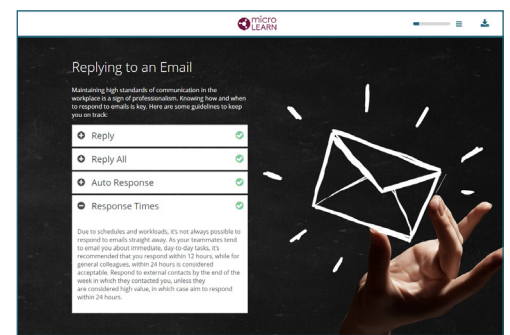 micro
LEARN
Replying to an Email
Maintaining high standards of communication in the
workplace is a sign of professionalism. Knowing how and when
to respond to emails is key. Here are some guidelines to keep
you on track:
Reply
Reply All
Auto Response
Response Times
Due to schedules and workloads, it's not always possible to
respond to emails straight away. As your teammates tend
to email you about immediate, day-to-day tasks, it's
recommended that you respond within 12 hours, while for
general colleagues, within 24 hours is considered
acceptable. Respond to external contacts by the end of the
week in which they contacted you, unless they
are considered high value, in which case aim to respond
within 24 hours.